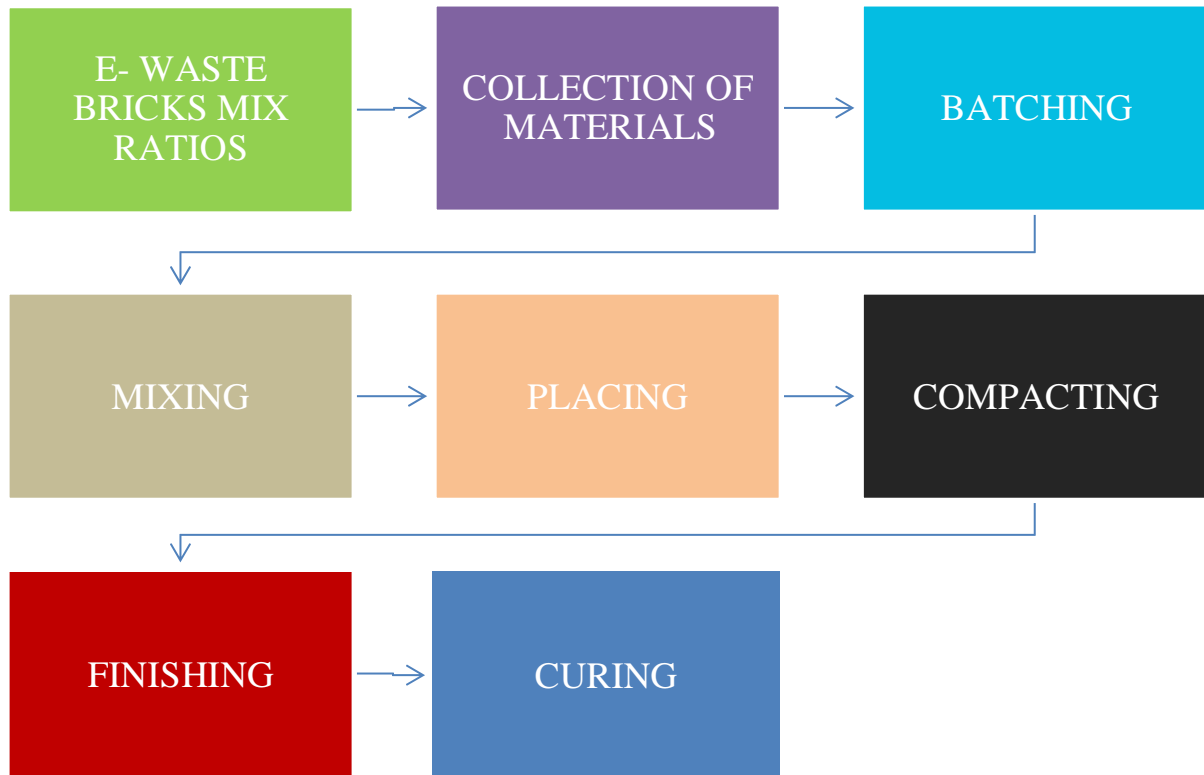 E- WASTE
BRICKS MIX
RATIOS
COLLECTION OF
MATERIALS
BATCHING
MIXING
PLACING
COMPACTING
FINISHING
CURING